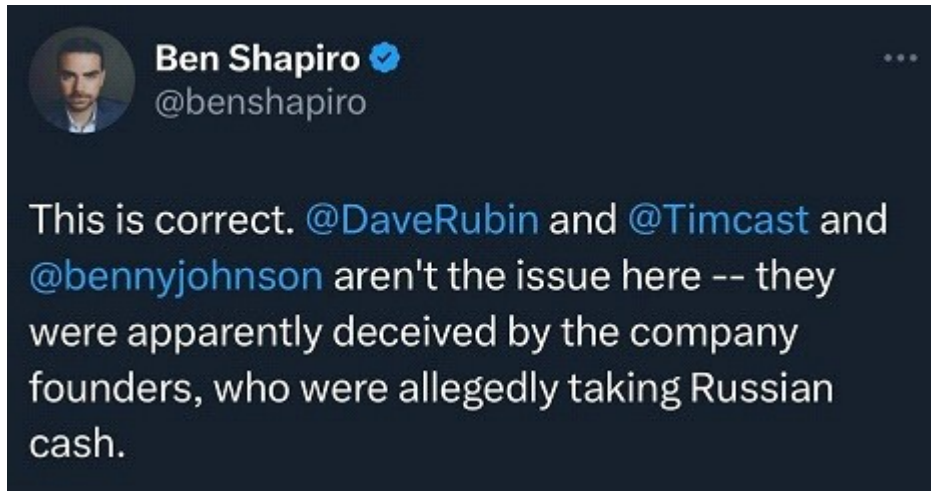 Ben Shapiro
@benshapiro
This is correct. @DaveRubin and @Timcast and
@bennyjohnson aren't the issue here -- they
were apparently deceived by the company
founders, who were allegedly taking Russian
cash.